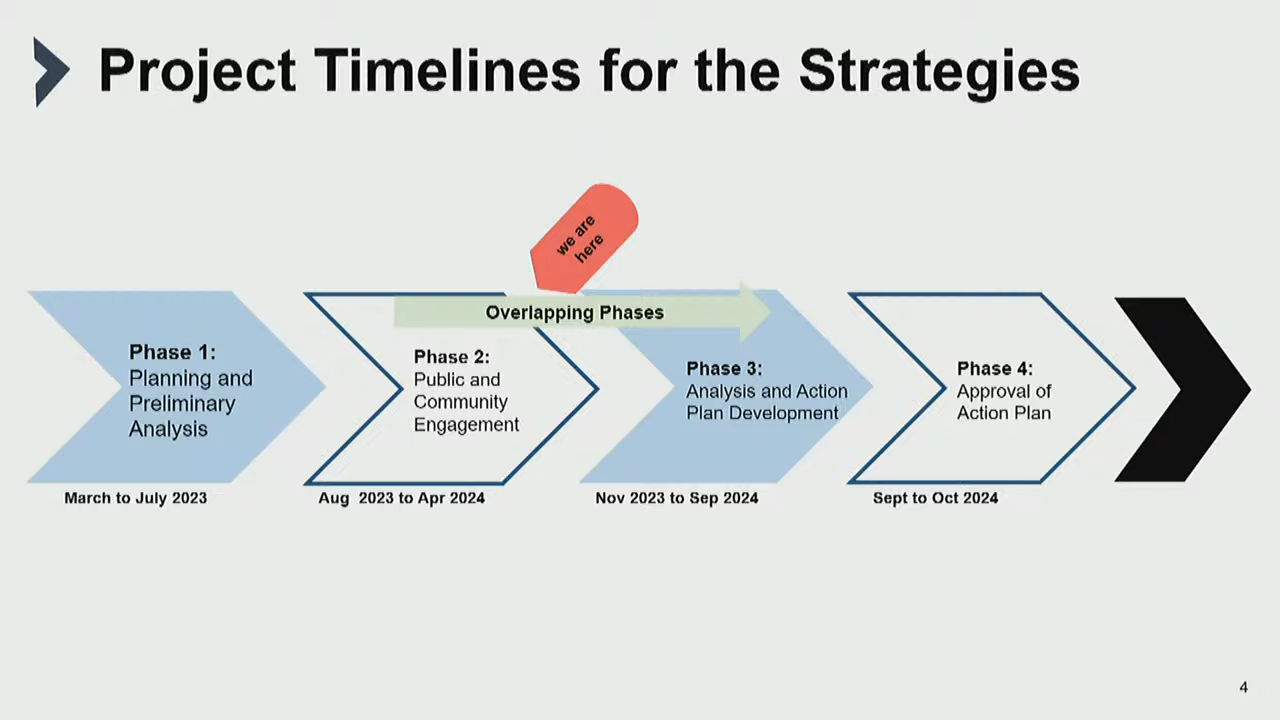 Project Timelines for the Strategies
we are
here
Overlapping Phases
Phase 1:
Planning and
Preliminary
Analysis
March to July 2023
Phase 2:
Public and
Community
Engagement
Aug  2023 to Apr 2024
Phase 3:
Analysis and Action
Plan Development
Nov 2023 to Sep 2024
Phase 4:
Approval of
Action Plan
Sept to Oct 2024
4